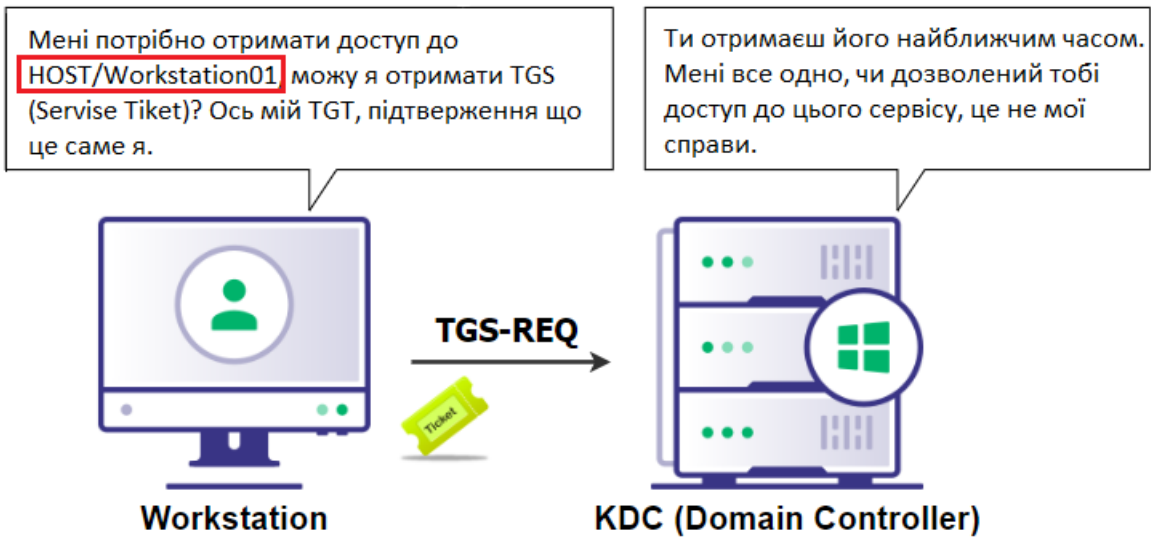 Мені потрібно отримати доступ до
HOST/Workstation01, можу я отримати TGS
(Servise Tiket)? Ось мій TGT, підтверження що
це саме я.
Ти отримаєш його найближчим часом.
Мені все одно, чи дозволений тобі
доступ до цього сервісу, це не мої
справи.
TGS-REQ
Ticket
Workstation
KDC (Domain Controller)